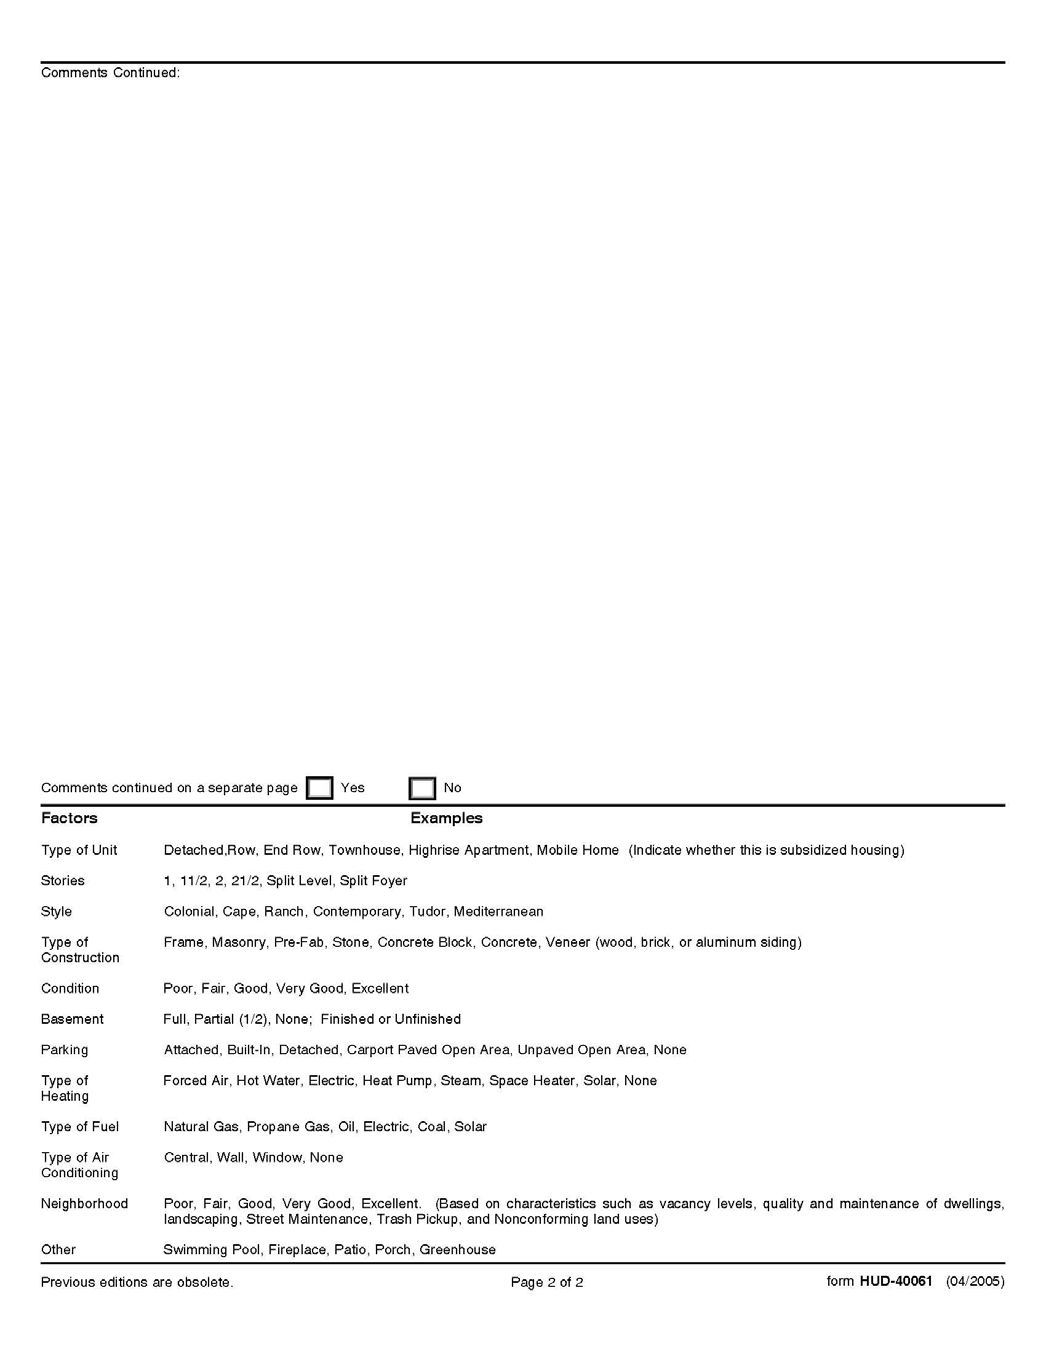 Comments Continued:
Comments continued on a separate page Yes No
Factors Examples
Type of Unit Detached,Row, End Row, Townhouse, Highrise Apartment, Mobile Home (Indicate whether this is subsidized housing)
Stories 1, 11/2, 2, 21/2, Split Level, Split Foyer
Style Colonial, Cape, Ranch, Contemporary, Tudor, Mediterranean
Type of Frame, Masonry, Pre-Fab, Stone, Concrete Block, Concrete, Veneer (wood, brick, or aluminum siding)
Construction
Condition Poor, Fair, Good, Very Good, Excellent
Basement Full, Partial (1/2), None; Finished or Unfinished
Parking Attached, Built-In, Detached, Carport Paved Open Area, Unpaved Open Area, None
Type of Forced Air, Hot Water, Electric, Heat Pump, Steam, Space Heater, Solar, None
Heating
Type of Fuel Natural Gas, Propane Gas, Oil, Electric, Coal, Solar
Type of Air Central, Wall, Window, None
Conditioning
Neighborhood Poor, Fair, Good, Very Good, Excellent. (Based on characteristics such as vacancy levels, quality and maintenance of dwellings,
landscaping, Street Maintenance, Trash Pickup, and Nonconforming land uses)
Other Swimming Pool, Fireplace, Patio, Porch, Greenhouse
Previous editions are obsolete. Page 2 of 2 form HUD-40061 (04/2005)